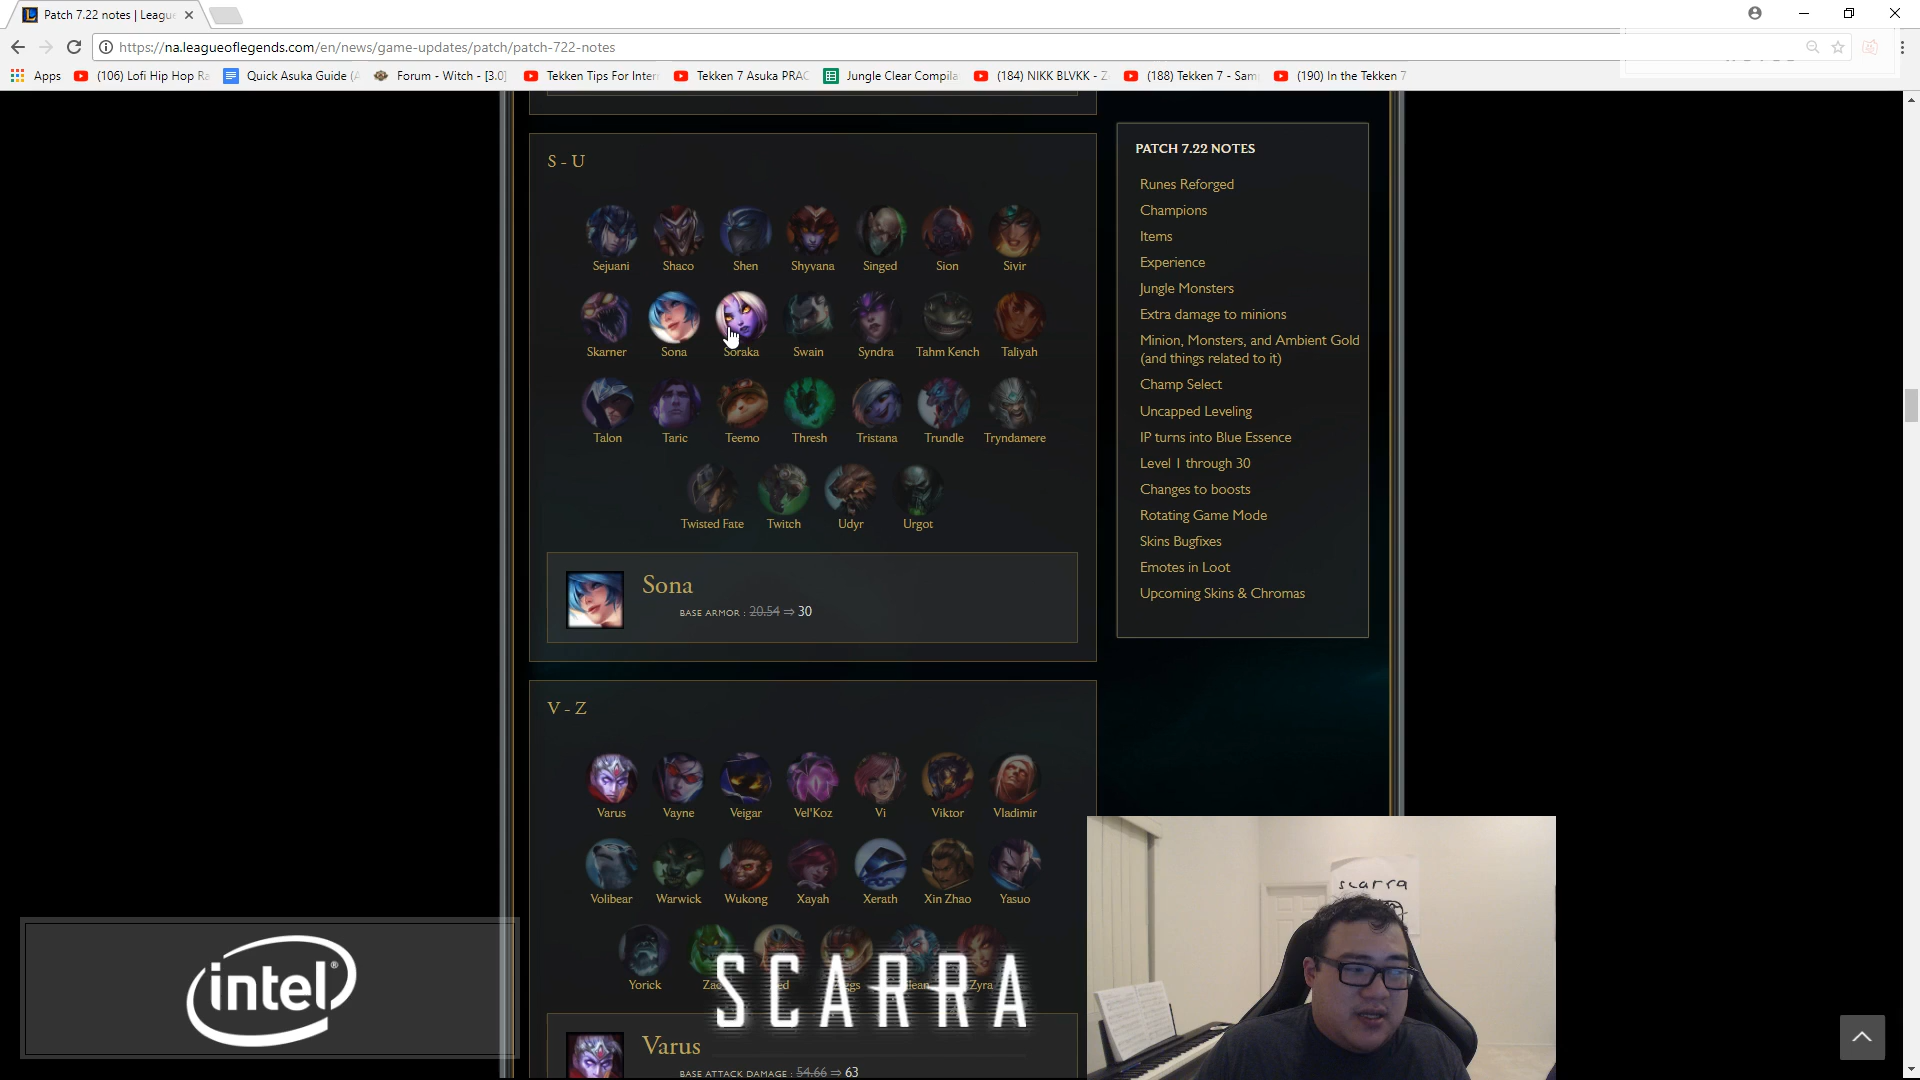 Patch 7.22 notes | Leagu
https://na.leagueoflegends.com/en/news/game-updates/patch/patch-722-notes
Apps
(106) Lofi Hip Hop Ra
Quick Asuka Guide (A
Forum - Witch - [3.0]
Tekken Tips For Inter
Tekken 7 Asuka PRAC
Jungle Clear Compila
(184) NIKK BLVKK - Z
(188) Tekken 7 - Sam
(190) In the Tekken 7
S - U
Sejuani Shaco Shen Shyvana Singed Sion Sivir
Skarner Sona Soraka Swain Syndra Tahm Kench Taliyah
Talon Taric Teemo Thresh Tristana Trundle Tryndamere
Twisted Fate Twitch Udyr Urgot
Sona
BASE ARMOR : 20.54 ⇒ 30
V - Z
Varus Vayne Veigar Vel'Koz Vi Viktor Vladimir
Volibear Warwick Wukong Xayah Xerath Xin Zhao Yasuo
Yorick Zac Zed Ziggs Zilean Zyra
Varus
BASE ATTACK DAMAGE : 54.66 ⇒ 63
PATCH 7.22 NOTES
Runes Reforged
Champions
Items
Experience
Jungle Monsters
Extra damage to minions
Minion, Monsters, and Ambient Gold
(and things related to it)
Champ Select
Uncapped Leveling
IP turns into Blue Essence
Level 1 through 30
Changes to boosts
Rotating Game Mode
Skins Bugfixes
Emotes in Loot
Upcoming Skins & Chromas
intel®
SCARRA
scarra